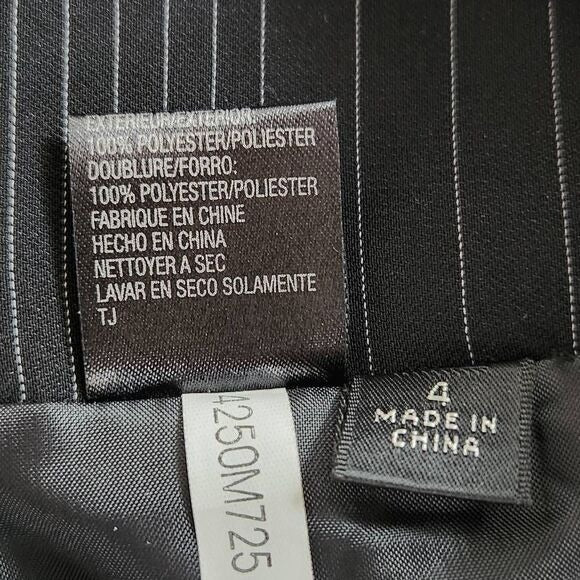 EXTERIEUR/EXTERIOR:
100% POLYESTER/POLIESTER
DOUBLURE/FORRO:
100% POLYESTER/POLIESTER
FABRIQUE EN CHINE
HECHO EN CHINA
NETTOYER A SEC
LAVAR EN SECO SOLAMENTE
TJ
4250M725
4
MADE IN
CHINA